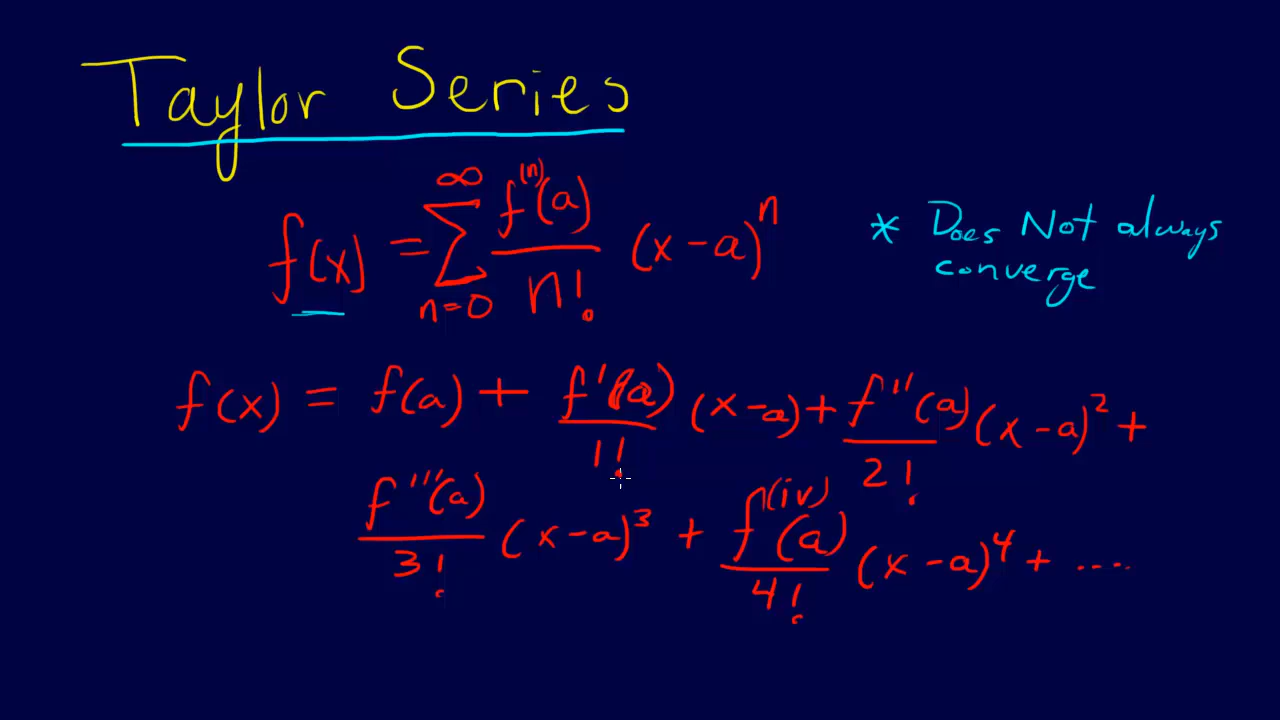 Taylor Series
f(x) = ∑_{n=0}^{∞} f^{(n)}(a)/n! (x-a)^n
* Does Not always
converge
f(x) = f(a) + f'(a)/1! (x-a) + f''(a)/2! (x-a)^2 +
f'''(a)/3! (x-a)^3 + f^{(iv)}(a)/4! (x-a)^4 + ....